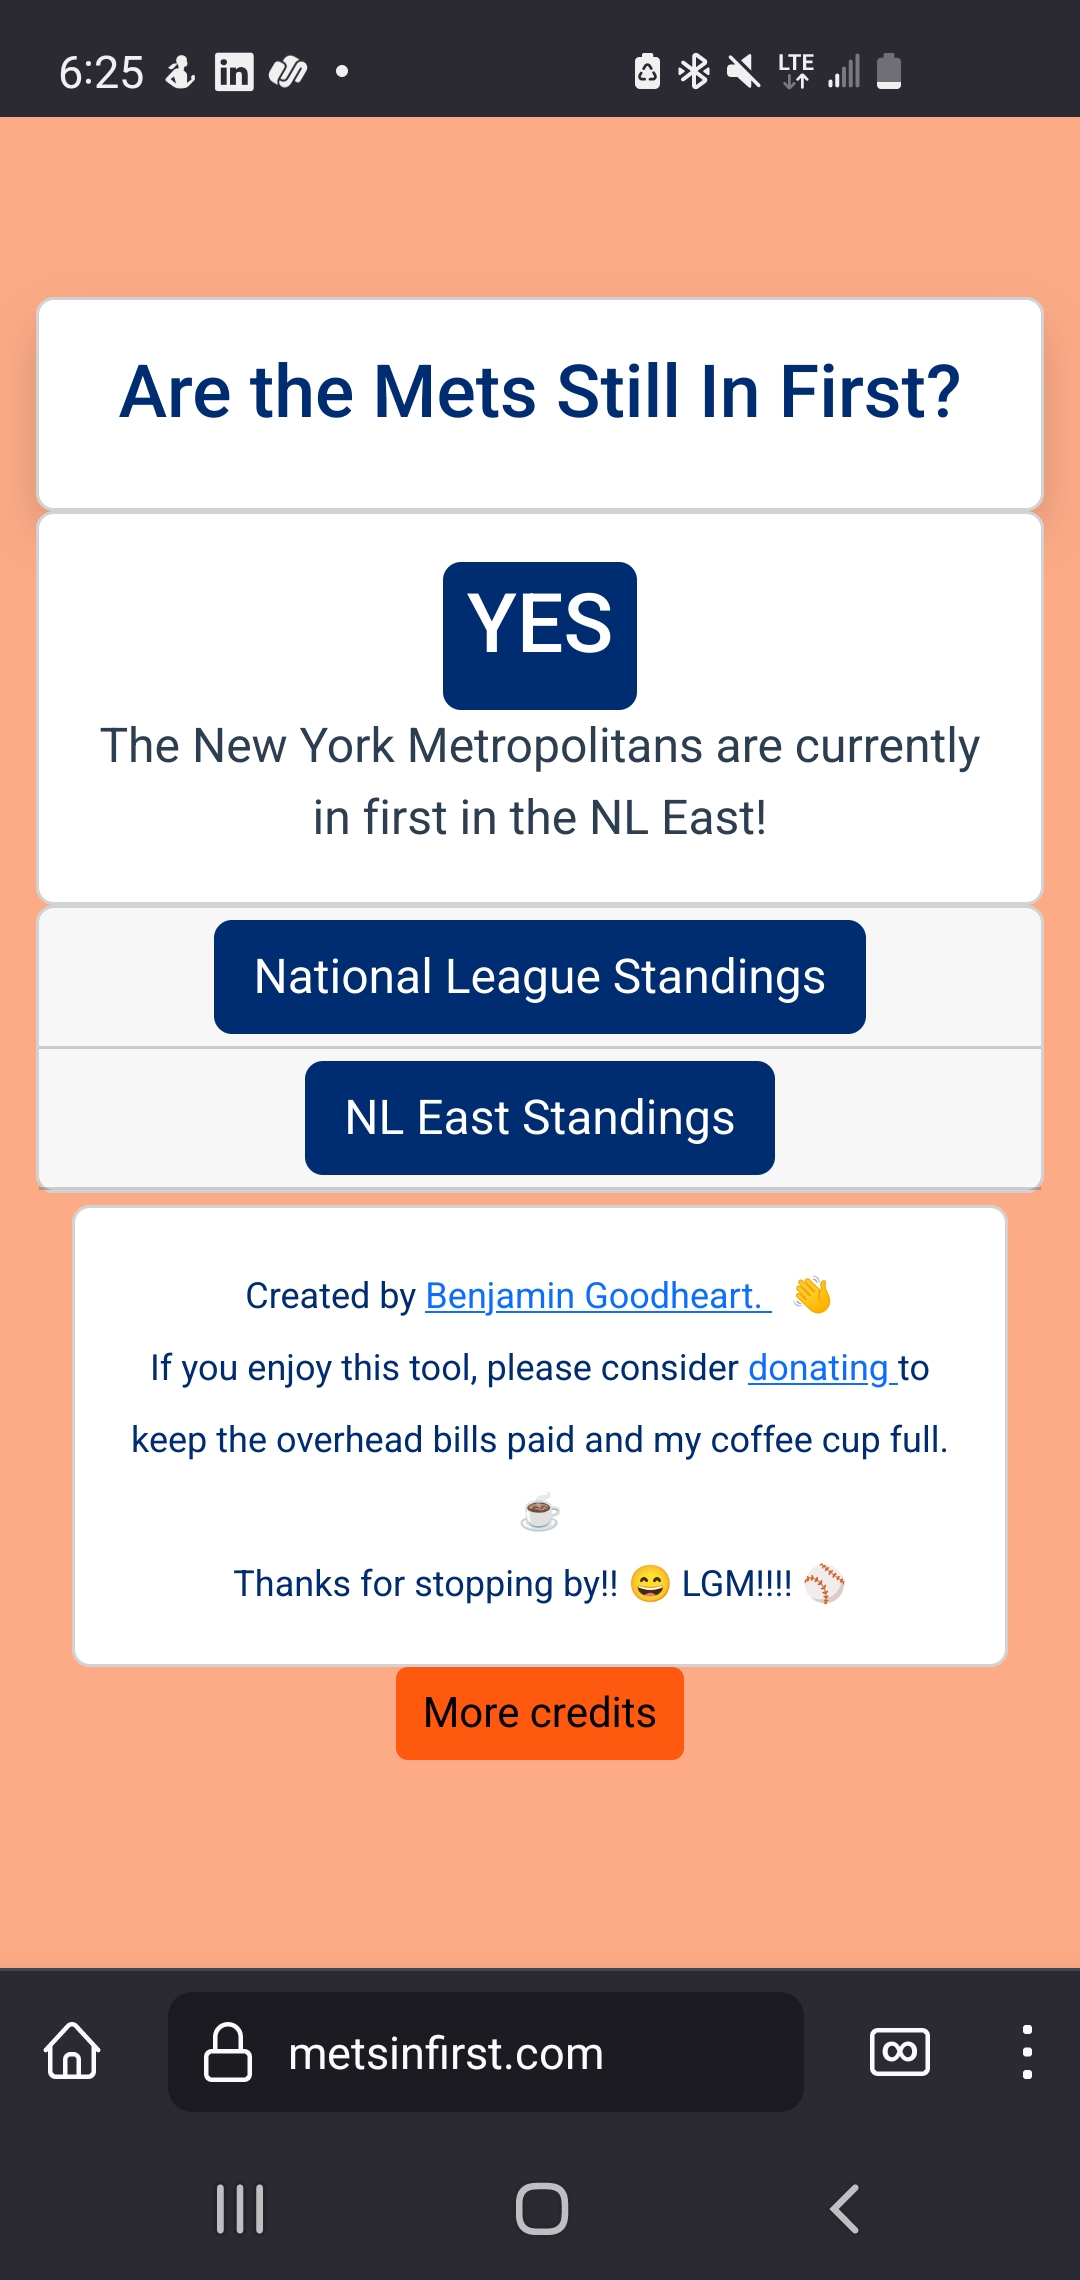 6:25
in
LTE
Are the Mets Still In First?
YES
The New York Metropolitans are currently
in first in the NL East!
National League Standings
NL East Standings
Created by Benjamin Goodheart. 👋
If you enjoy this tool, please consider donating to
keep the overhead bills paid and my coffee cup full.
☕
Thanks for stopping by!! 😄 LGM!!!! ⚾
More credits
metsinfirst.com
∞